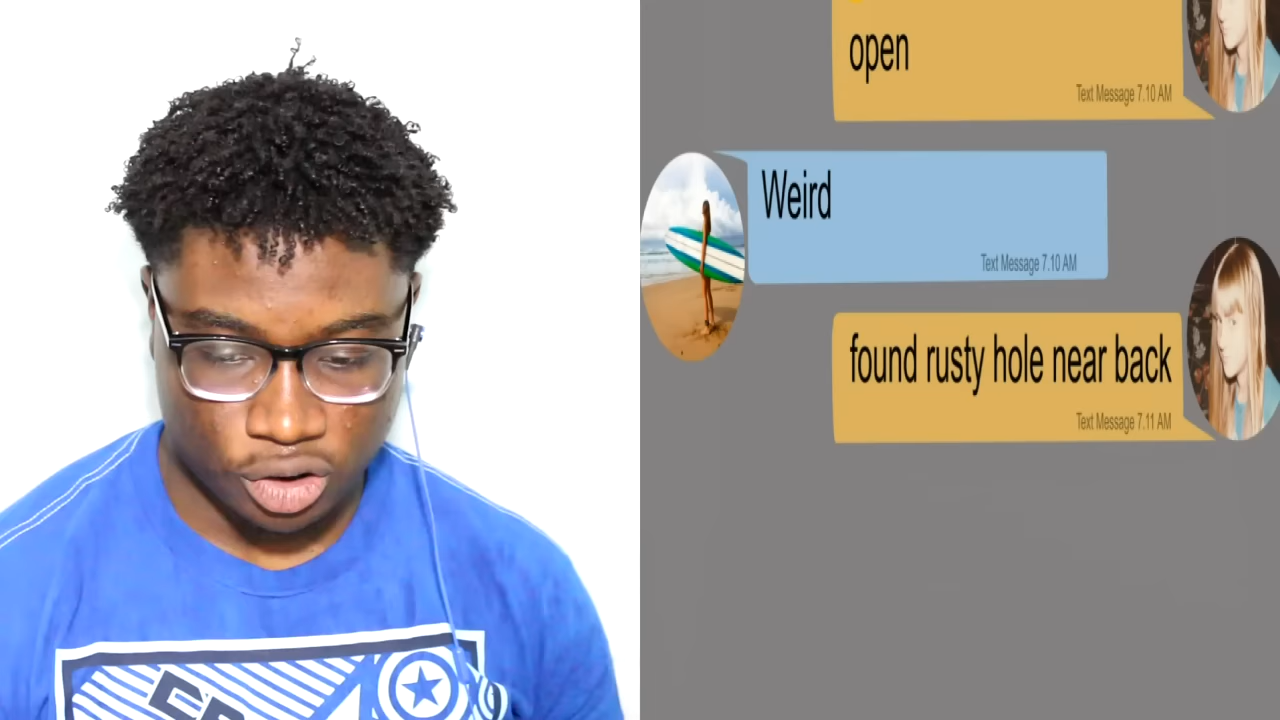 open
Text Message 7.10 AM
Weird
Text Message 7.10 AM
found rusty hole near back
Text Message 7.11 AM